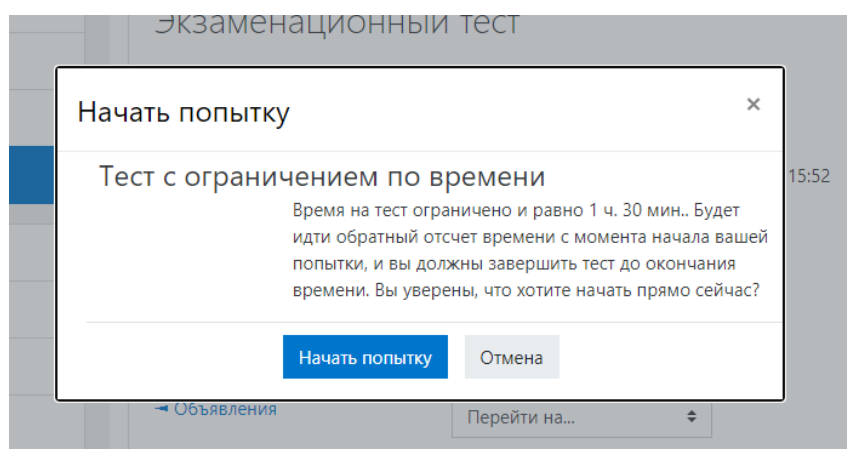 Экзаменационный тест
Начать попытку ×
Тест с ограничением по времени
15:52
Время на тест ограничено и равно 1 ч. 30 мин.. Будет
идти обратный отсчет времени с момента начала вашей
попытки, и вы должны завершить тест до окончания
времени. Вы уверены, что хотите начать прямо сейчас?
Начать попытку Отмена
Объявления
Перейти на...